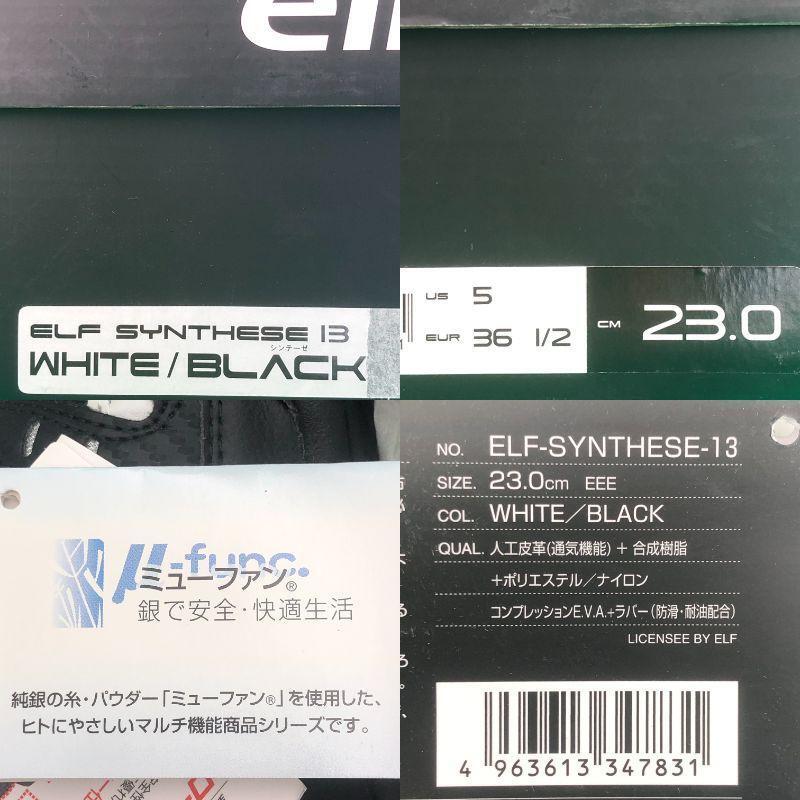 elf
ELF SYNTHESE 13
シンテーゼ
WHITE/BLACK
US 5
EUR 36 1/2
CM 23.0
μ-func.
ミューファン®
銀で安全・快適生活
純銀の糸・パウダー「ミューファン®」を使用した、
ヒトにやさしいマルチ機能商品シリーズです。
NO. ELF-SYNTHESE-13
SIZE. 23.0cm EEE
COL. WHITE/BLACK
QUAL. 人工皮革(通気機能)+合成樹脂
+ポリエステル/ナイロン
コンプレッションE.V.A.+ラバー(防滑・耐油配合)
LICENSEE BY ELF
4 963613 347831